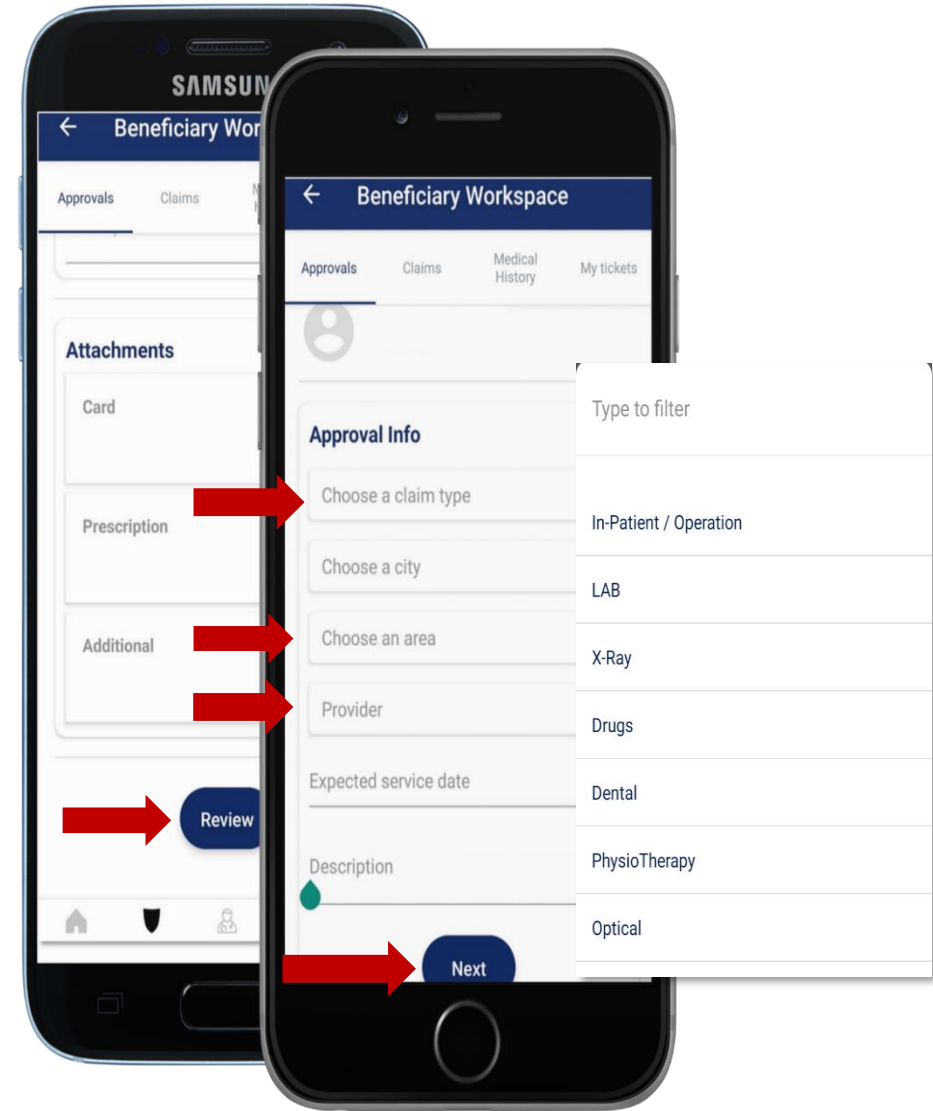 SAMSUN
Beneficiary Wor
Approvals
Claims
Attachments
Card
Prescription
Additional
Review
Beneficiary Workspace
Approvals
Claims
Medical
History
My tickets
Approval Info
Choose a claim type
Choose a city
Choose an area
Provider
Expected service date
Description
Next
Type to filter
In-Patient / Operation
LAB
X-Ray
Drugs
Dental
PhysioTherapy
Optical